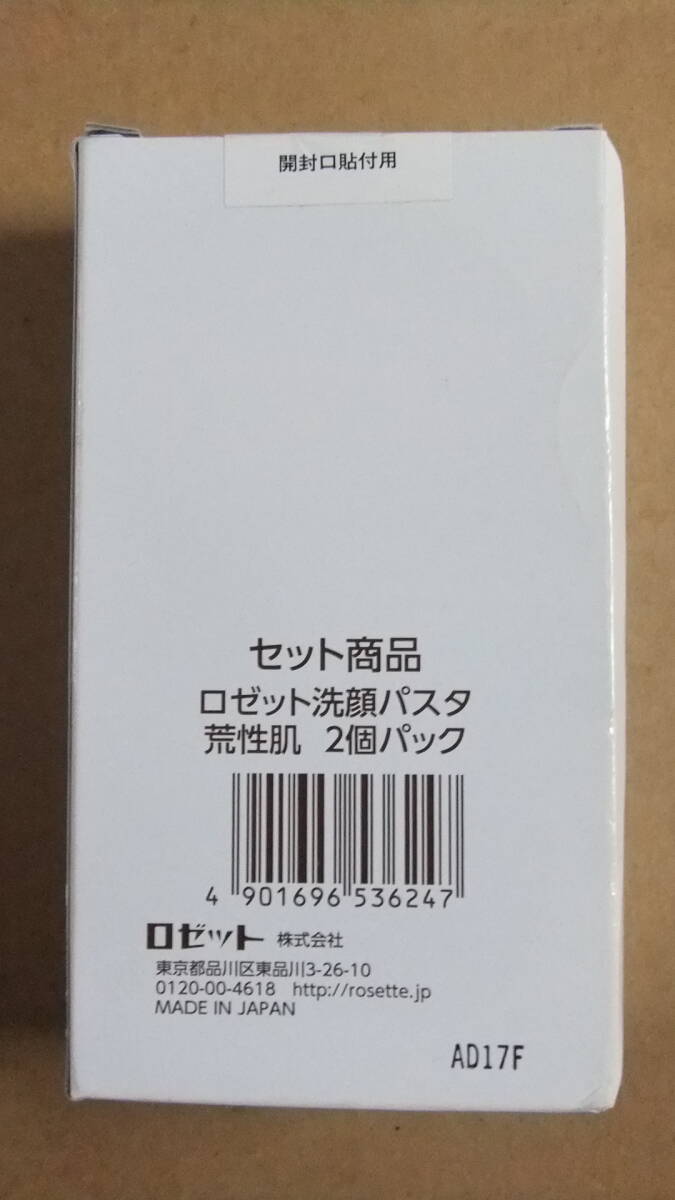 開封口貼付用
セット商品
ロゼット洗顔パスタ
荒性肌 2個パック
4 901696 536247
ロゼット 株式会社
東京都品川区東品川3-26-10
0120-00-4618 http://rosette.jp
MADE IN JAPAN
AD17F